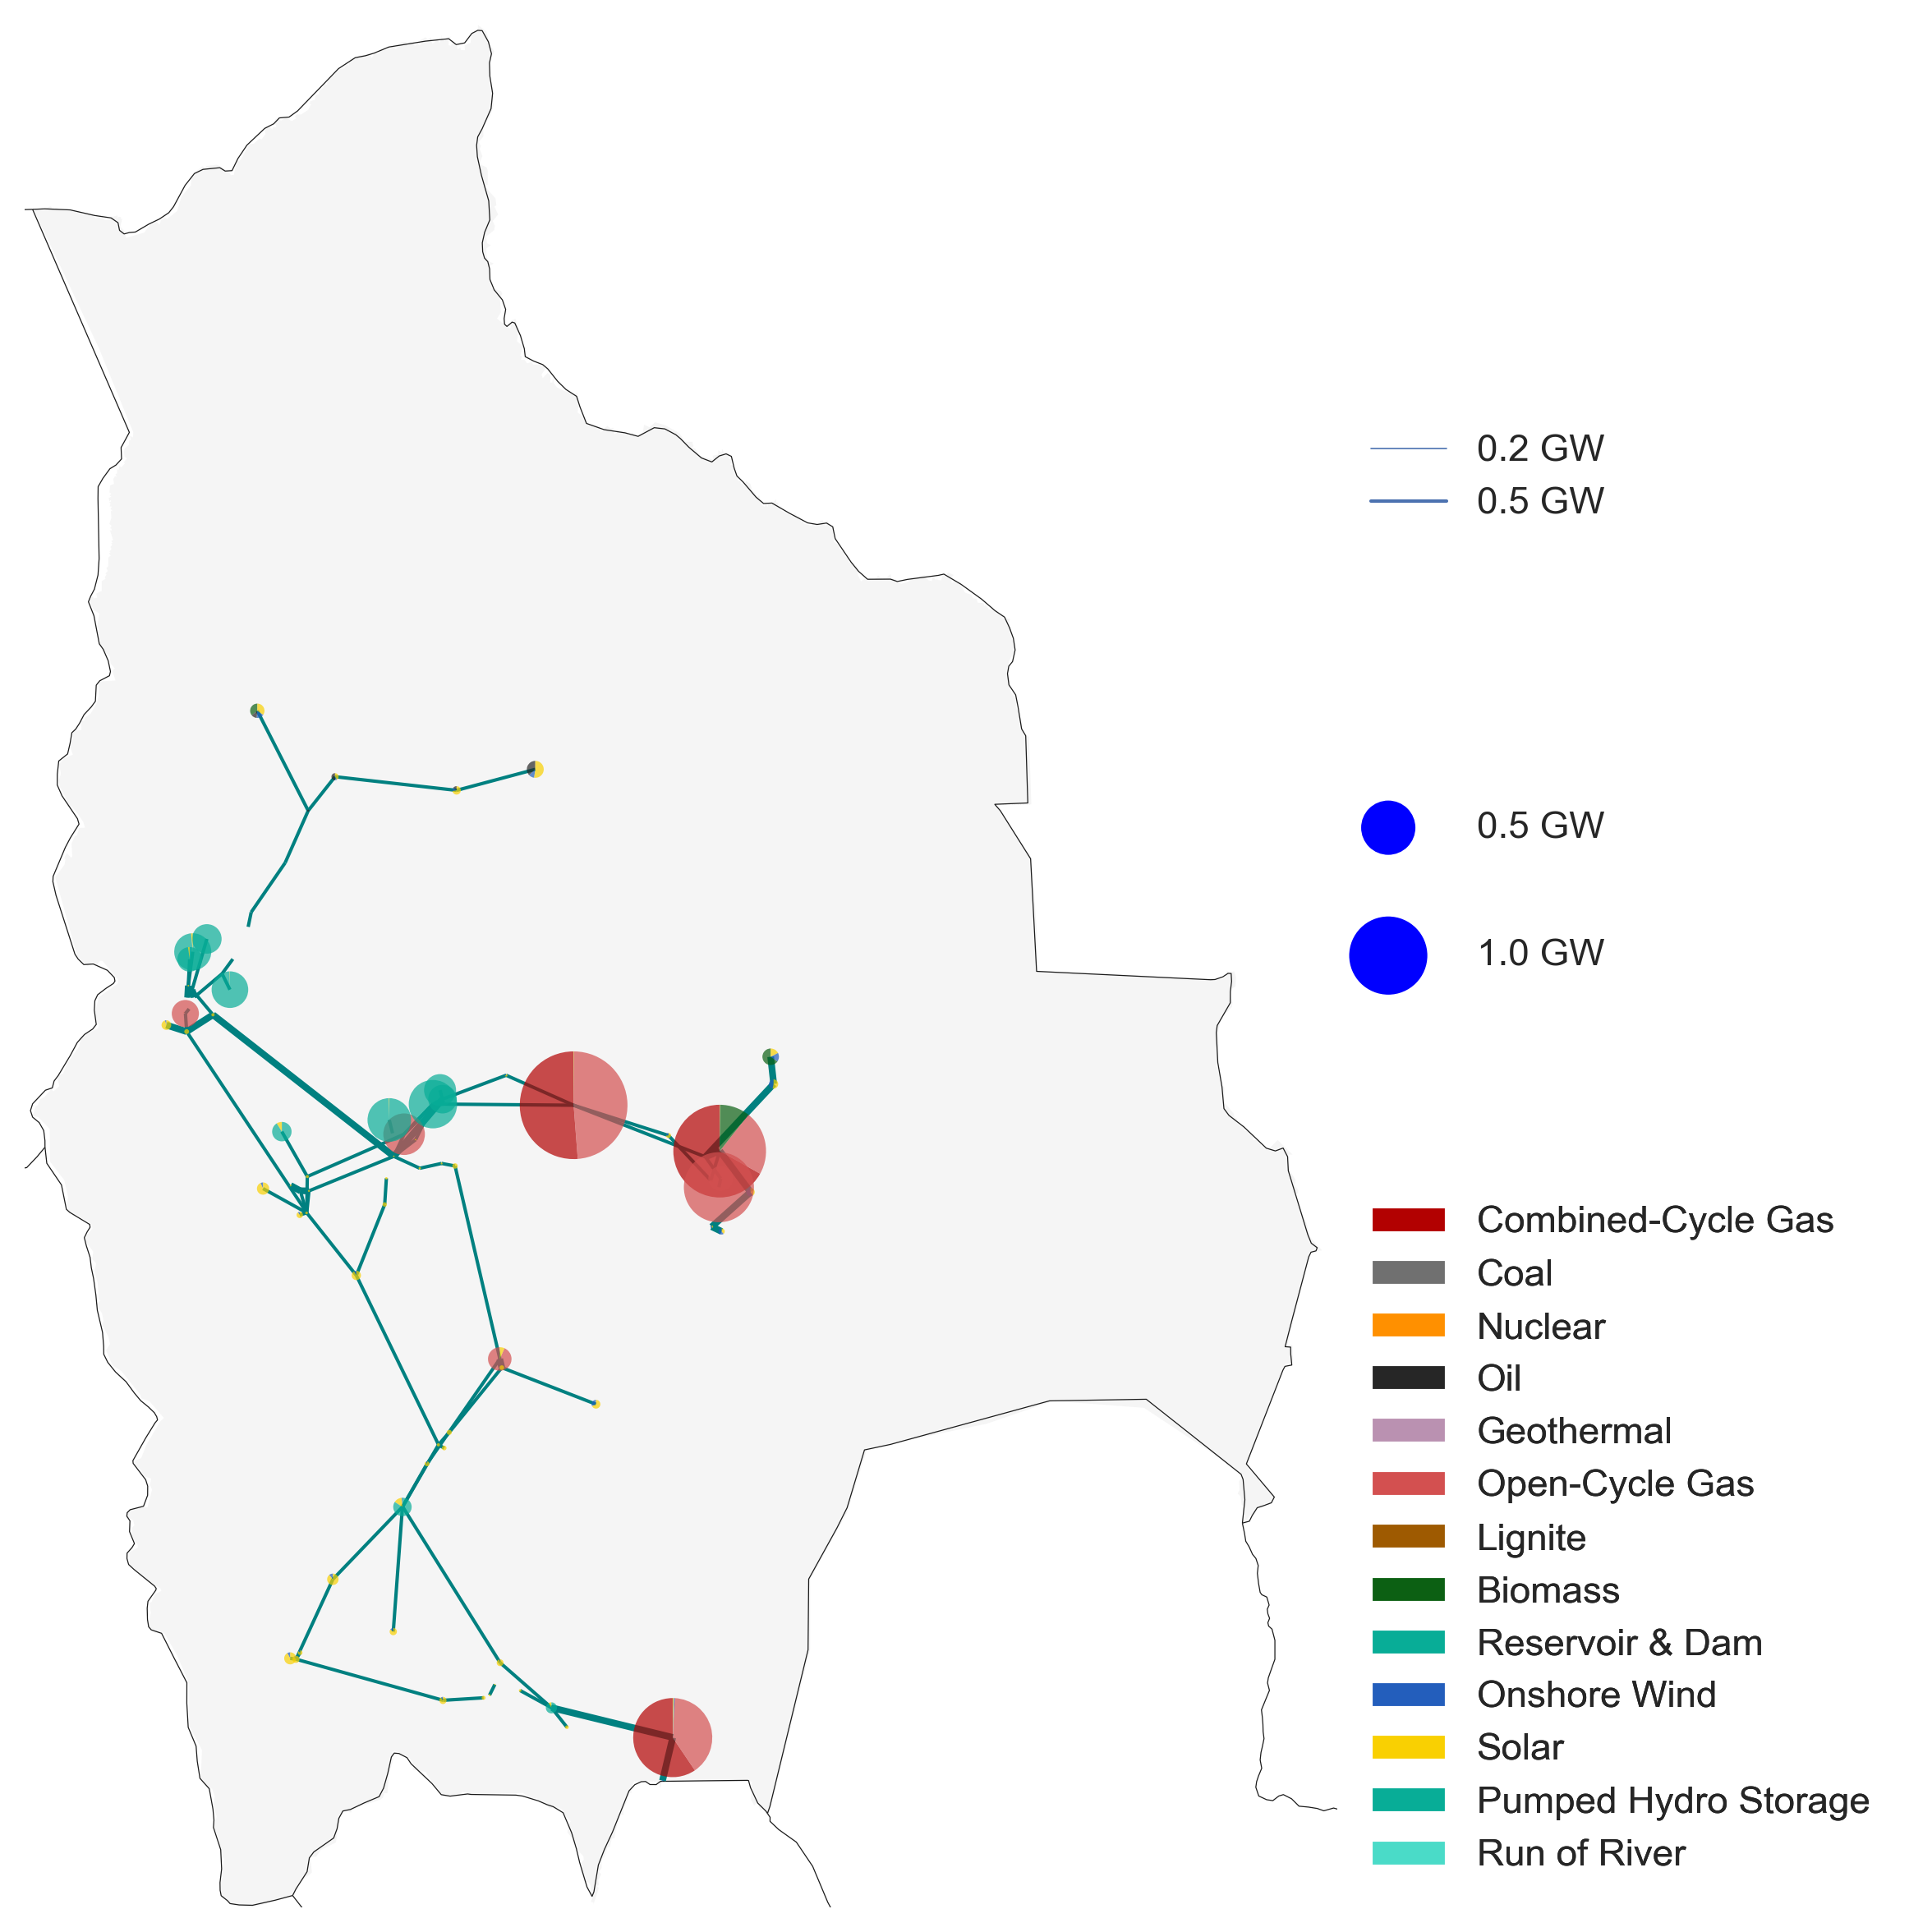 0.2 GW
0.5 GW
0.5 GW
1.0 GW
Combined-Cycle Gas
Coal
Nuclear
Oil
Geothermal
Open-Cycle Gas
Lignite
Biomass
Reservoir & Dam
Onshore Wind
Solar
Pumped Hydro Storage
Run of River